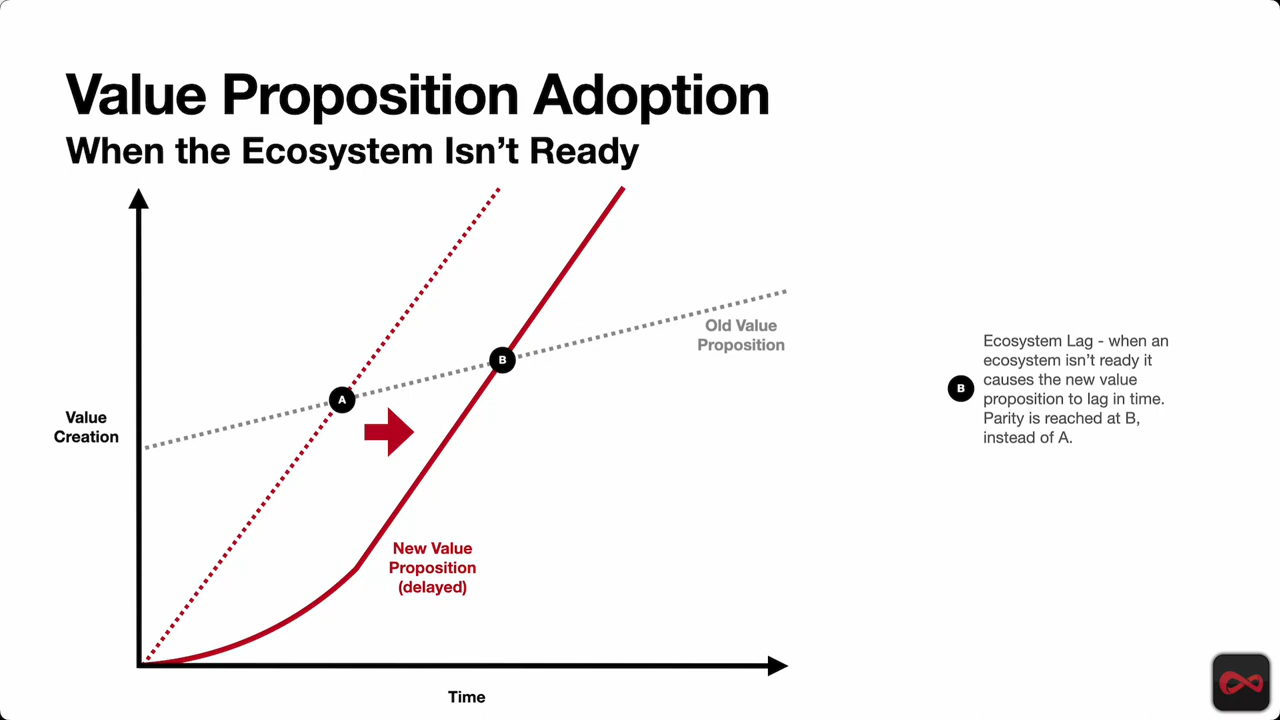 Value Proposition Adoption
When the Ecosystem Isn’t Ready
Old Value
Proposition
B
A
Value
Creation
Ecosystem Lag - when an
ecosystem isn’t ready it
causes the new value
proposition to lag in time.
Parity is reached at B,
instead of A.
B
New Value
Proposition
(delayed)
Time